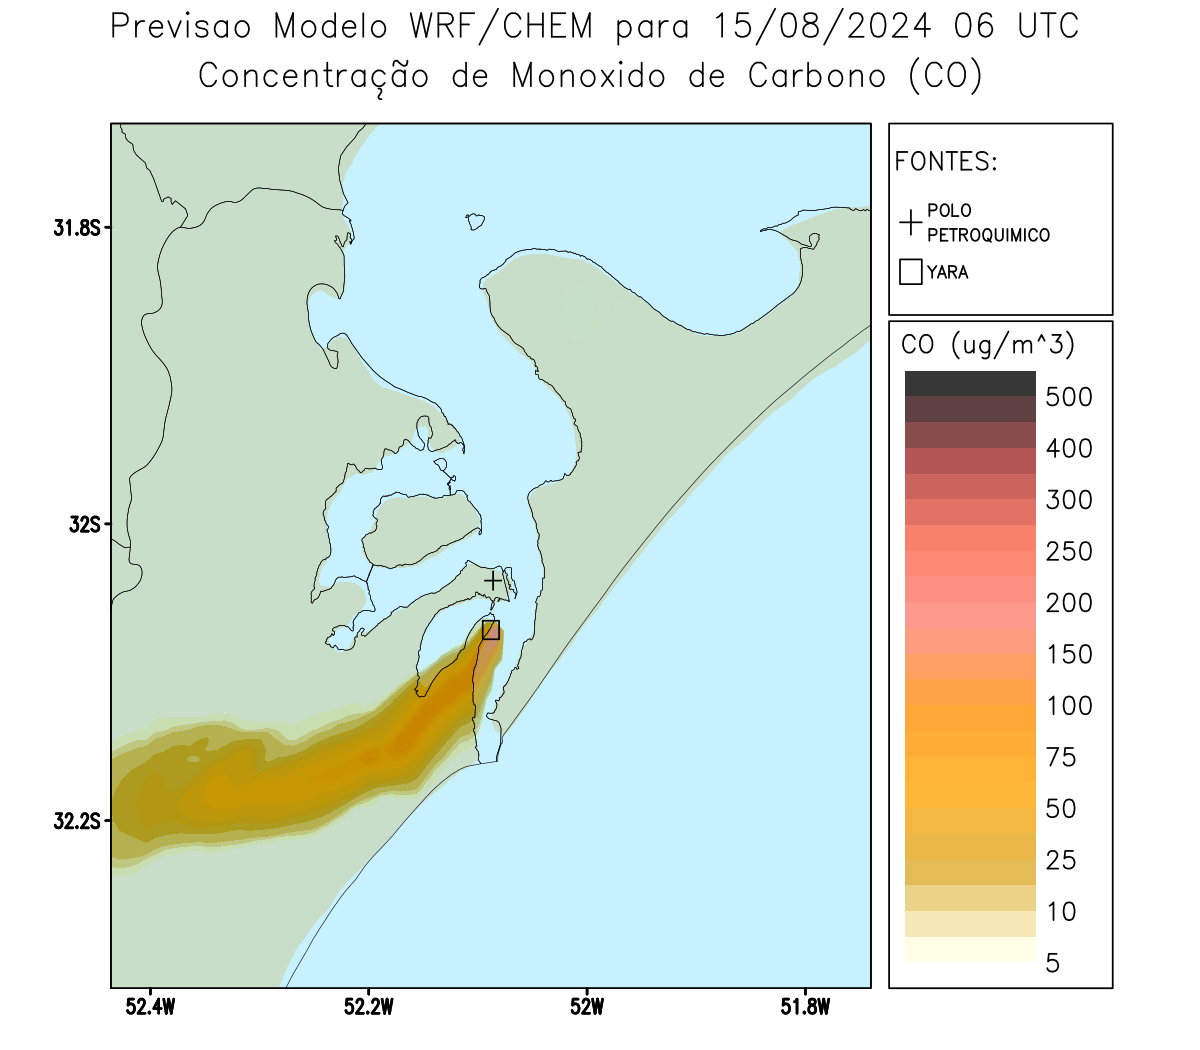 Previsao Modelo WRF/CHEM para 15/08/2024 06 UTC
Concentração de Monoxido de Carbono (CO)
FONTES:
POLO
PETROQUIMICO
YARA
CO (ug/m^3)
500
400
300
250
200
150
100
75
50
25
10
5
31.8S
32S
32.2S
52.4W
52.2W
52W
51.8W